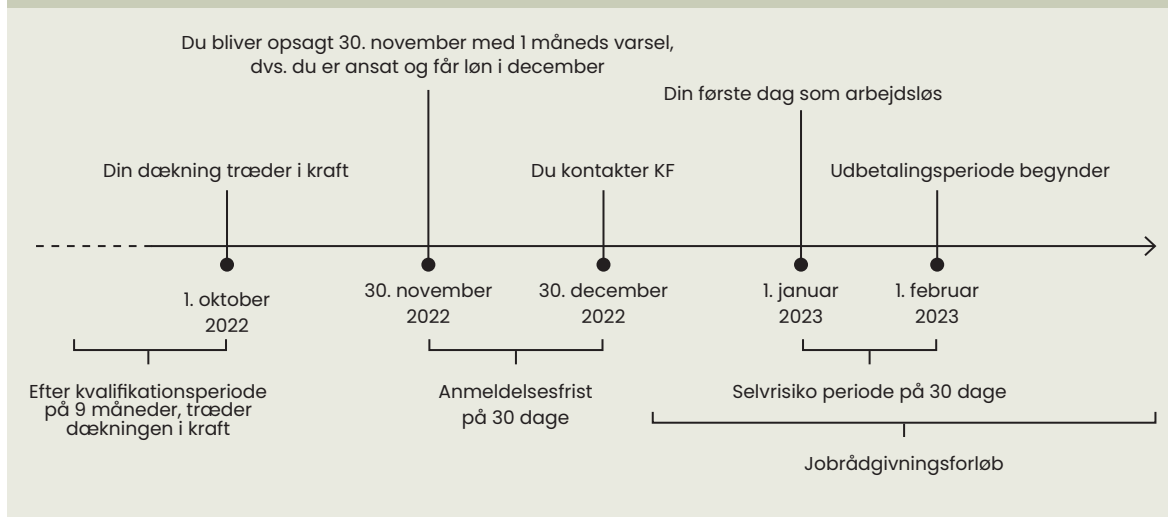 Du bliver opsagt 30. november med 1 måneds varsel,
dvs. du er ansat og får løn i december
Din første dag som arbejdsløs
Din dækning træder i kraft
Du kontakter KF
Udbetalingsperiode begynder
1. oktober
2022
30. november
2022
30. december
2022
1. januar
2023
1. februar
2023
Efter kvalifikationsperiode
på 9 måneder, træder
dækningen i kraft
Anmeldelsesfrist
på 30 dage
Selvrisiko periode på 30 dage
Jobrådgivningsforløb